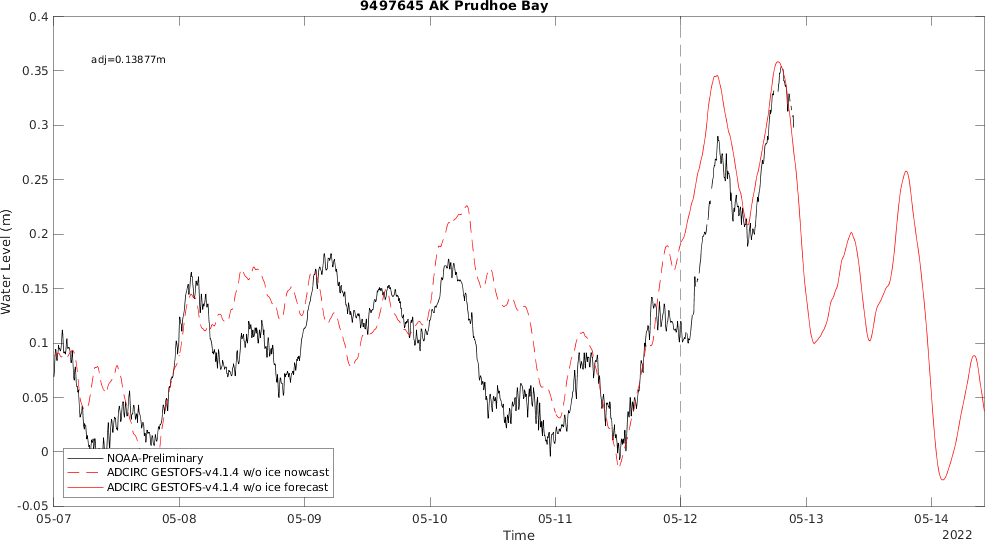 9497645 AK Prudhoe Bay
adj=0.13877m
Water Level (m)
0.4
0.35
0.3
0.25
0.2
0.15
0.1
0.05
0
-0.05
NOAA-Preliminary
ADCIRC GESTOFS-v4.1.4 w/o ice nowcast
ADCIRC GESTOFS-v4.1.4 w/o ice forecast
05-07 05-08 05-09 05-10 05-11 05-12 05-13 05-14
Time
2022